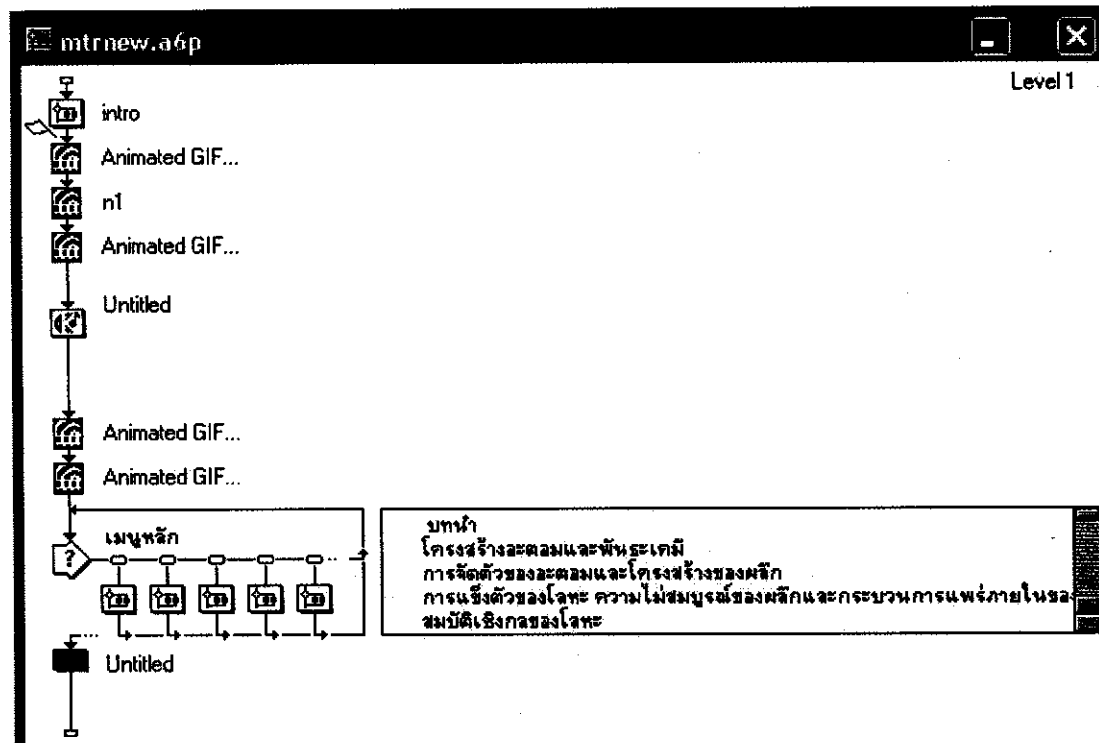 mtrnew.a6p
Level 1
intro
Animated GIF...
n1
Animated GIF...
Untitled
Animated GIF...
Animated GIF...
เมนูหลัก
บทนำ
โครงสร้างอะตอมและพันธะเคมี
การจัดตัวของอะตอมและโครงสร้างของผลึก
การแข็งตัวของโลหะ ความไม่สมบูรณ์ของผลึกและกระบวนการแพร่ภายในของ
สมบัติเชิงกลของโลหะ
Untitled